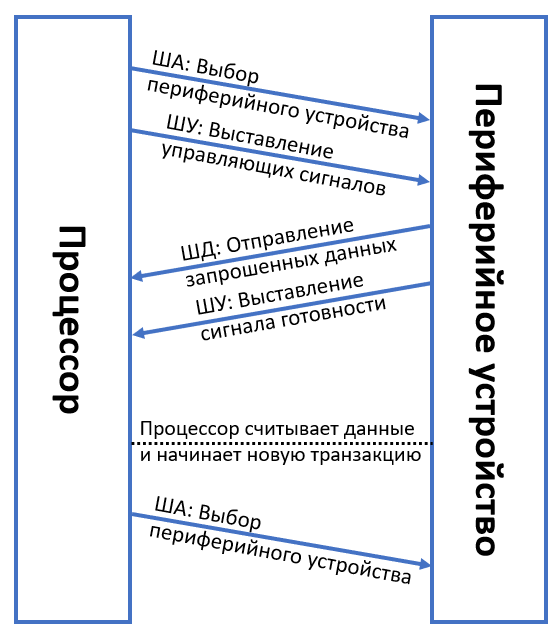 Процессор
Периферийное устройство
ША: Выбор
периферийного устройства
ШУ: Выставление
управляющих сигналов
ШД: Отправление
запрошенных данных
ШУ: Выставление
сигнала готовности
Процессор считывает данные
и начинает новую транзакцию
ША: Выбор
периферийного устройства